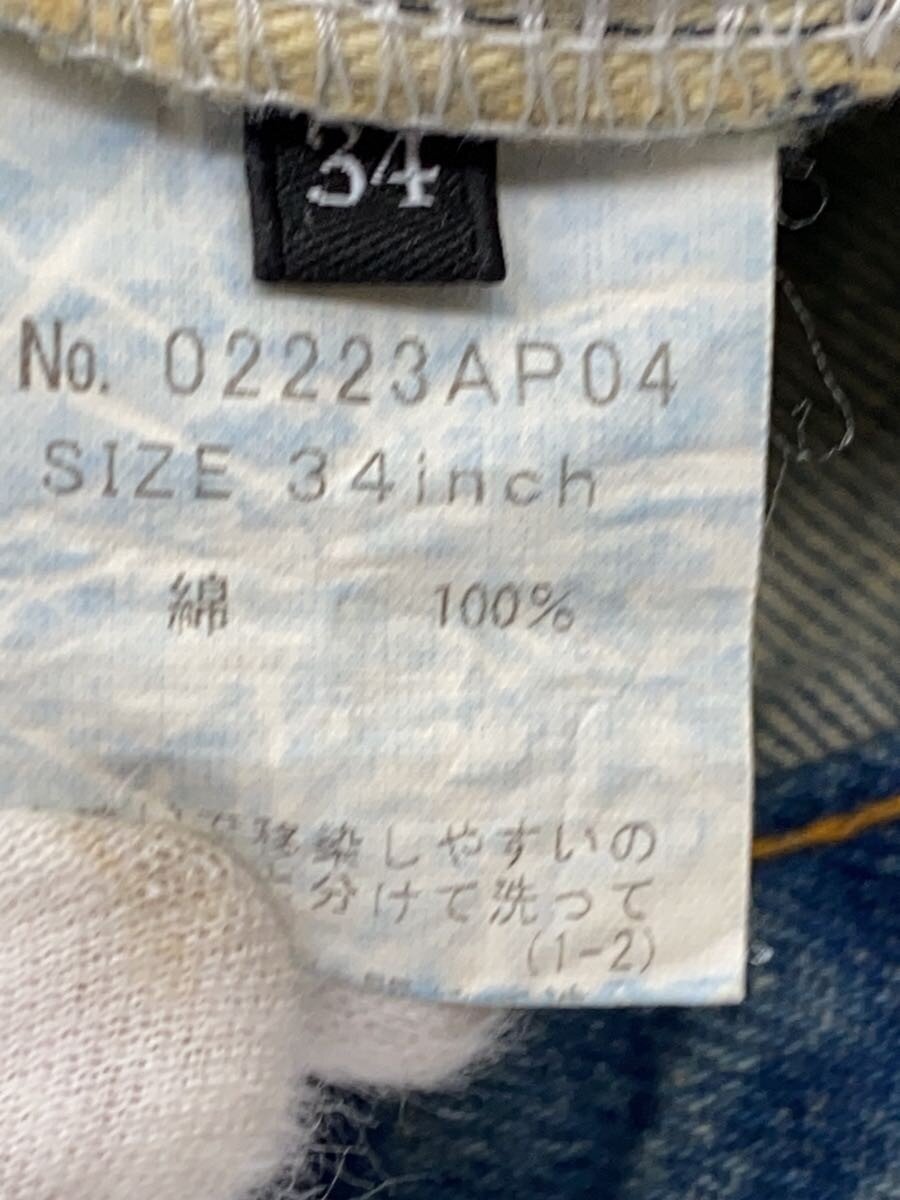 34
No. 02223AP04
SIZE 34inch
綿 100%
移染しやすいの
と分けて洗って
(1-2)